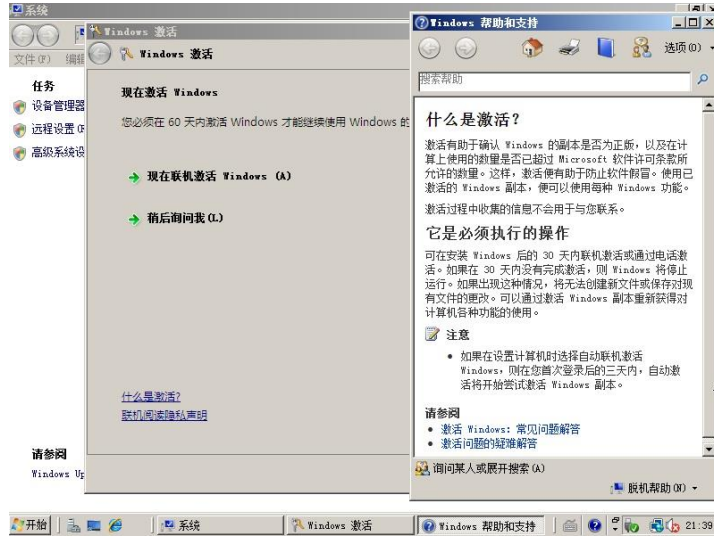 系统
文件(F)
任务
设备管理器
远程设置
高级系统设
请参阅
Windows Up
Windows 激活
Windows 激活
现在激活 Windows
您必须在 60 天内激活 Windows 才能继续使用 Windows 的
现在联机激活 Windows (A)
稍后询问我(L)
什么是激活?
联机阅读隐私声明
Windows 帮助和支持
选项(O)
搜索帮助
什么是激活?
激活有助于确认 Windows 的副本是否为正版，以及在计
算上使用的数量是否已超过 Microsoft 软件许可条款所
允许的数量。这样，激活便有助于防止软件假冒。使用已
激活的 Windows 副本，便可以使用每种 Windows 功能。
激活过程中收集的信息不会用于与您联系。
它是必须执行的操作
可在安装 Windows 后的 30 天内联机激活或通过电话激
活。如果在 30 天内没有完成激活，则 Windows 将停止
运行。如果出现这种情况，将无法创建新文件或保存对现
有文件的更改。可以通过激活 Windows 副本重新获得对
计算机各种功能的使用。
注意
• 如果在设置计算机时选择自动联机激活
Windows，则在您首次登录后的三天内，自动激
活将开始尝试激活 Windows 副本。
请参阅
• 激活 Windows: 常见问题解答
• 激活问题的疑难解答
询问某人或展开搜索(A)
脱机帮助(N)
开始
系统
Windows 激活
Windows 帮助和支持
21:39